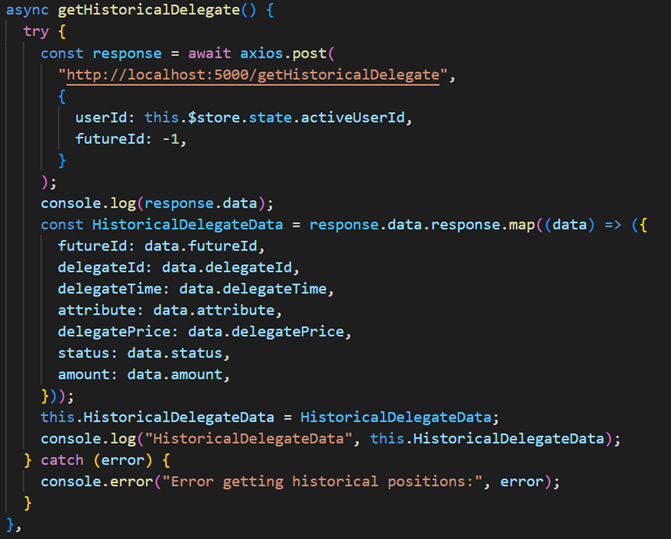 async getHistoricalDelegate() {
  try {
    const response = await axios.post(
      "http://localhost:5000/getHistoricalDelegate",
      {
        userId: this.$store.state.activeUserId,
        futureId: -1,
      }
    );
    console.log(response.data);
    const HistoricalDelegateData = response.data.response.map((data) => ({
      futureId: data.futureId,
      delegateId: data.delegateId,
      delegateTime: data.delegateTime,
      attribute: data.attribute,
      delegatePrice: data.delegatePrice,
      status: data.status,
      amount: data.amount,
    }));
    this.HistoricalDelegateData = HistoricalDelegateData;
    console.log("HistoricalDelegateData", this.HistoricalDelegateData);
  } catch (error) {
    console.error("Error getting historical positions:", error);
  }
},